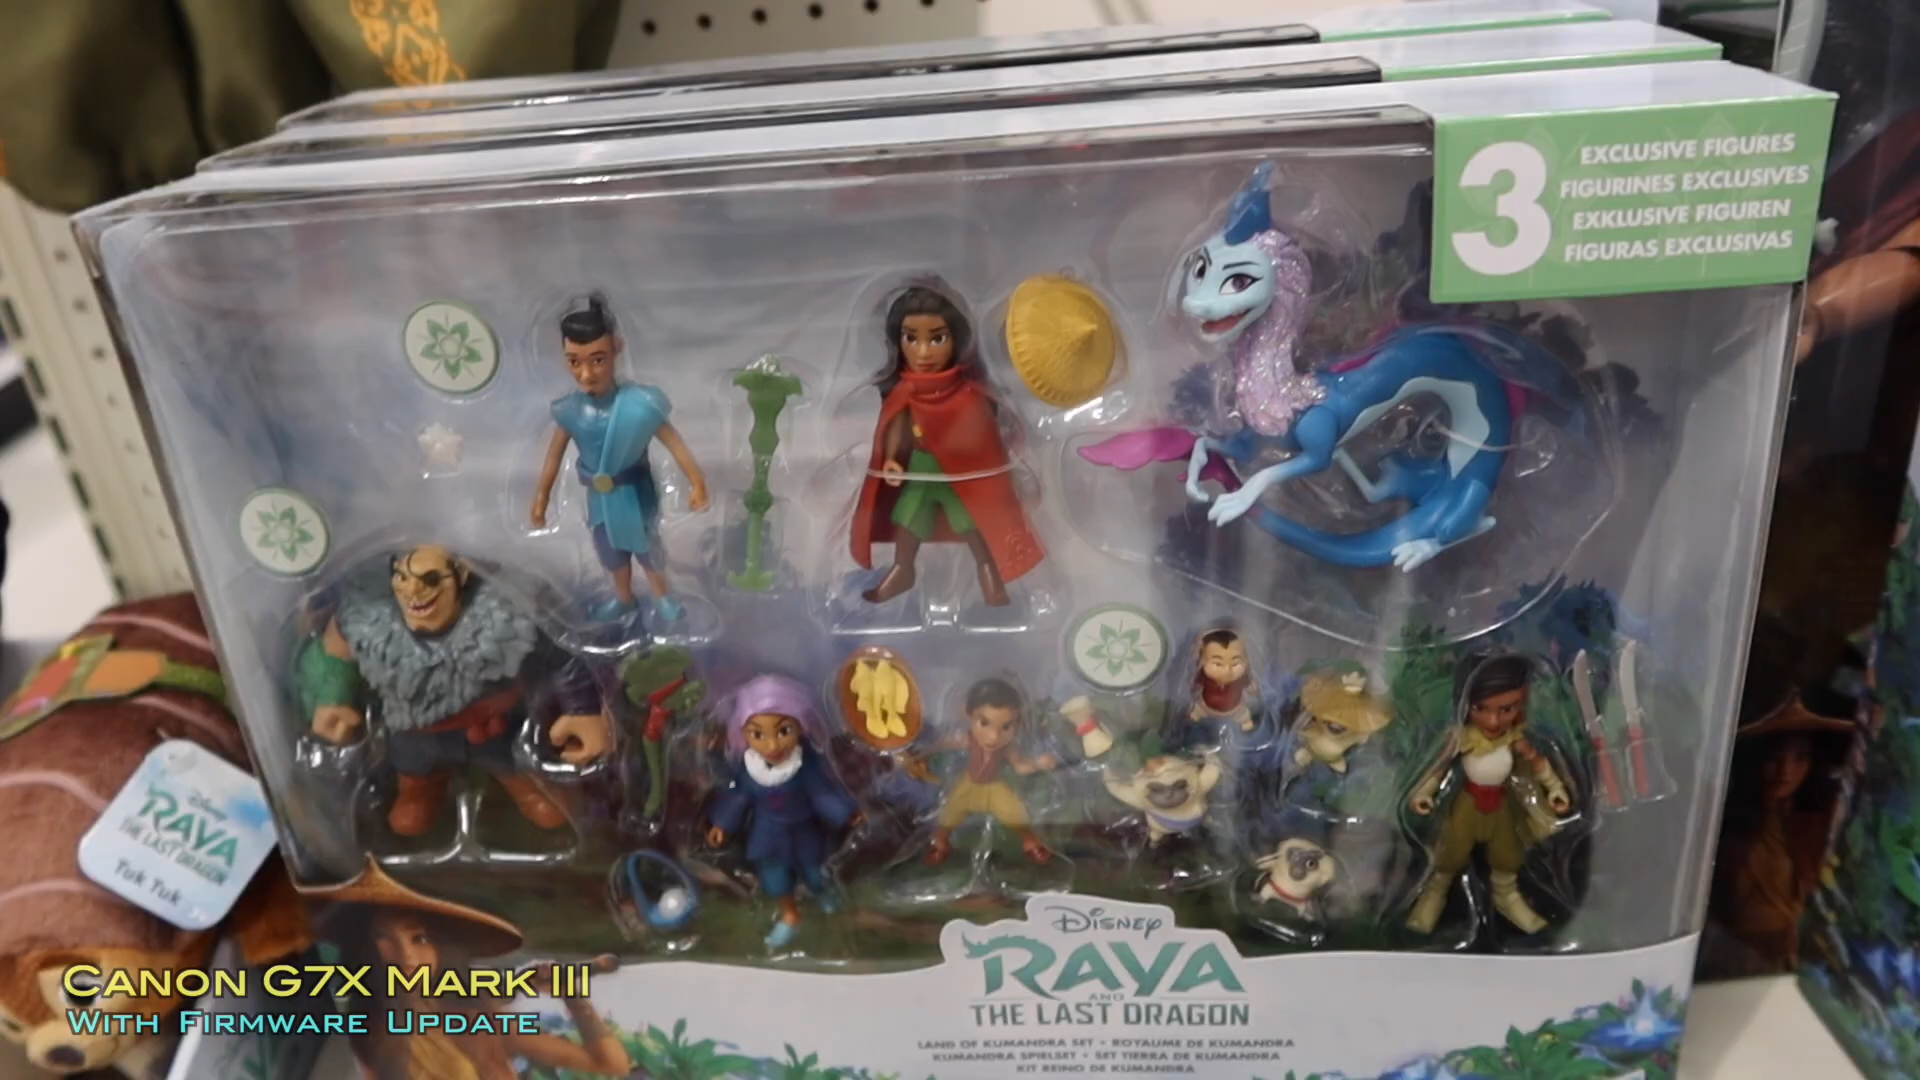 3
EXCLUSIVE FIGURES
FIGURINES EXCLUSIVES
EXKLUSIVE FIGUREN
FIGURAS EXCLUSIVAS
Disney
RAYA
THE LAST DRAGON
Tuk Tuk
Disney
RAYA
AND
THE LAST DRAGON
LAND OF KUMANDRA SET • ROYAUME DE KUMANDRA
KUMANDRA SPIELSET • SET TIERRA DE KUMANDRA
KIT REINO DE KUMANDRA
CANON G7X MARK III
WITH FIRMWARE UPDATE